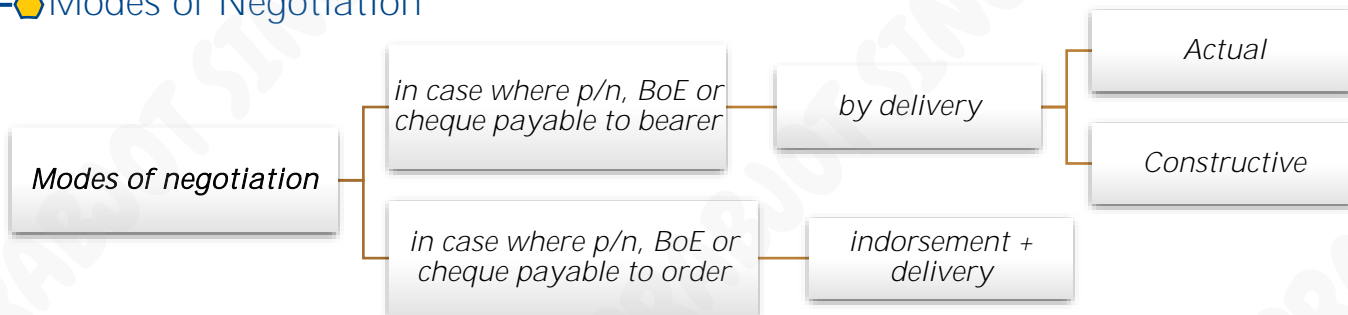 Modes of Negotiation
Modes of negotiation
in case where p/n, BoE or
cheque payable to bearer
by delivery
Actual
Constructive
in case where p/n, BoE or
cheque payable to order
indorsement +
delivery